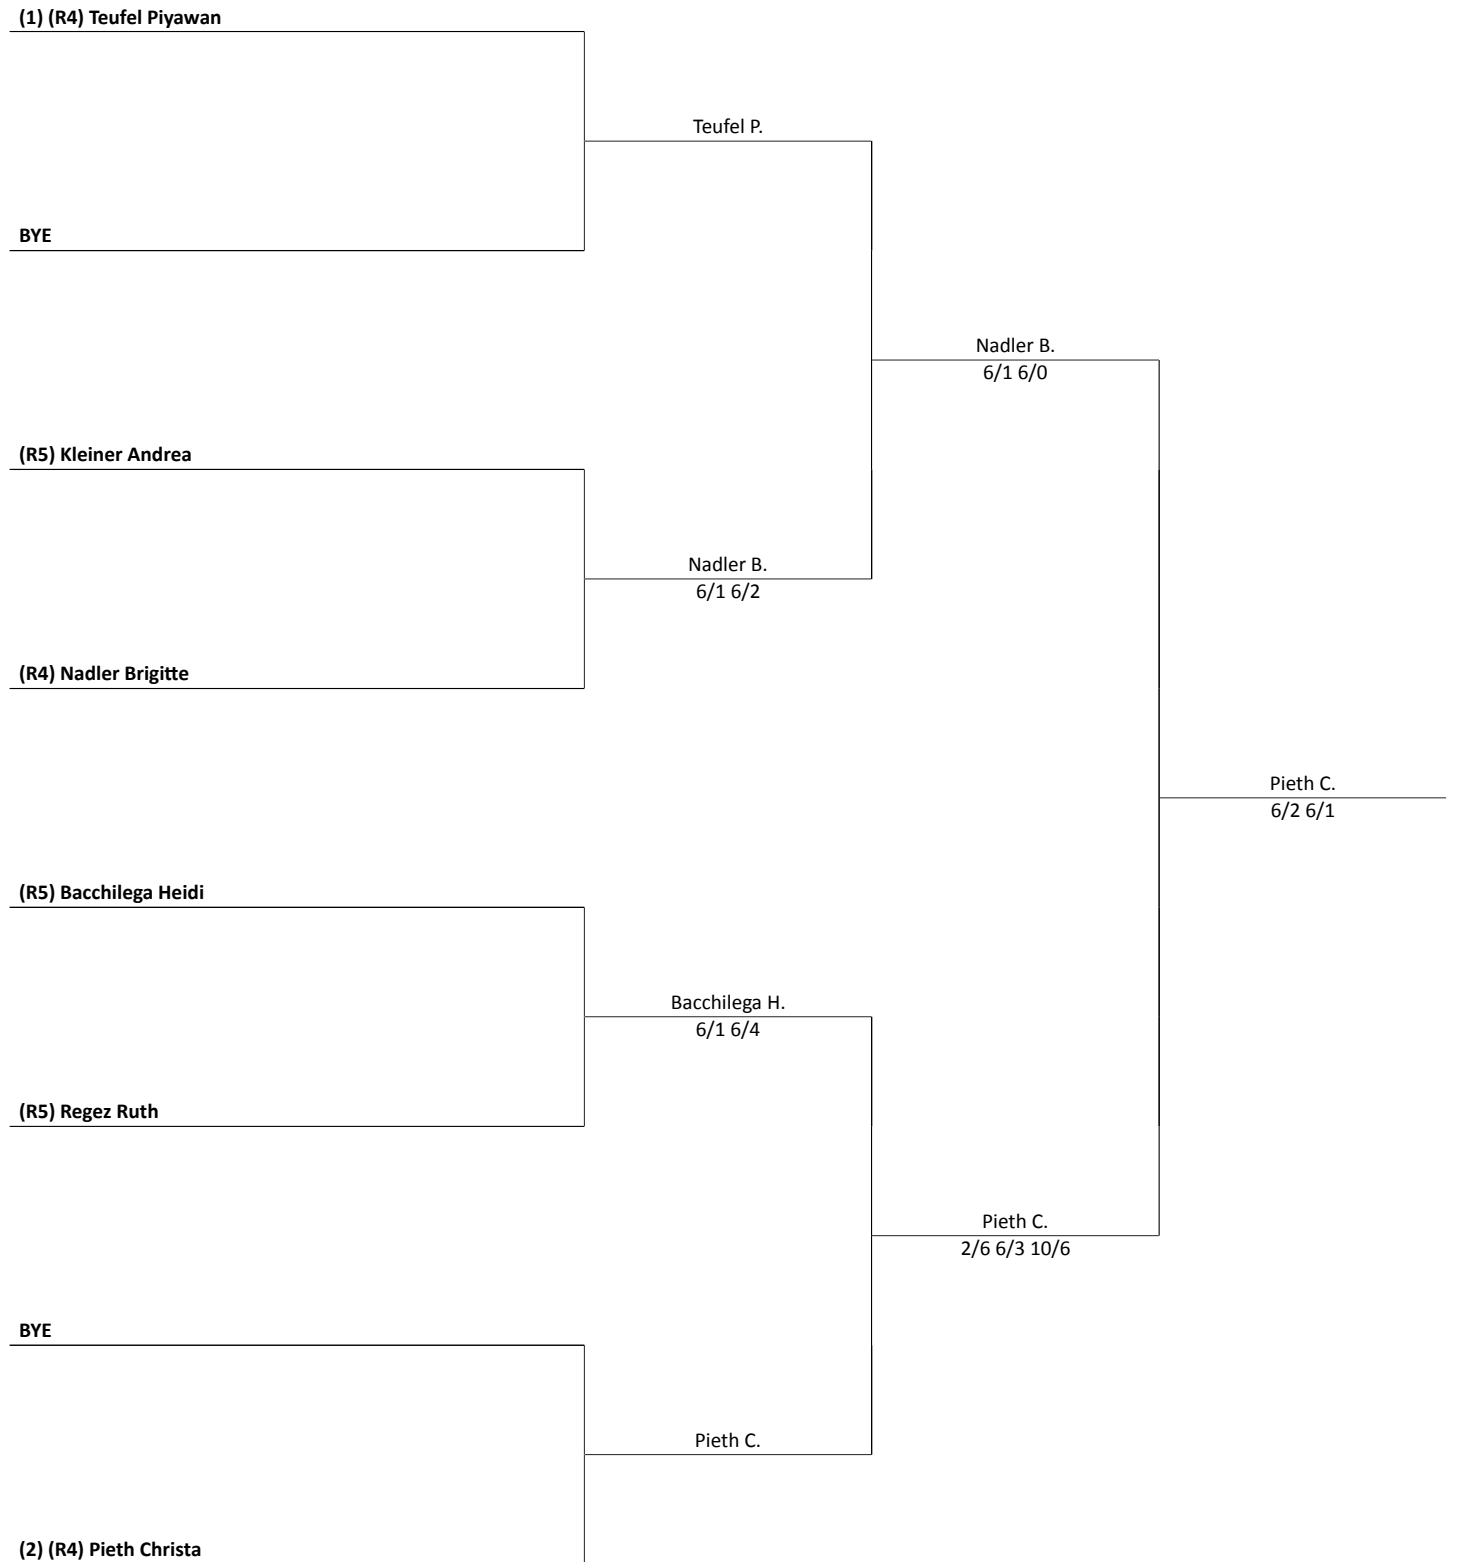 (1) (R4) Teufel Piyawan
Teufel P.
BYE
Nadler B.
6/1 6/0
(R5) Kleiner Andrea
Nadler B.
6/1 6/2
(R4) Nadler Brigitte
Pieth C.
6/2 6/1
(R5) Bacchilega Heidi
Bacchilega H.
6/1 6/4
(R5) Regez Ruth
Pieth C.
2/6 6/3 10/6
BYE
Pieth C.
(2) (R4) Pieth Christa